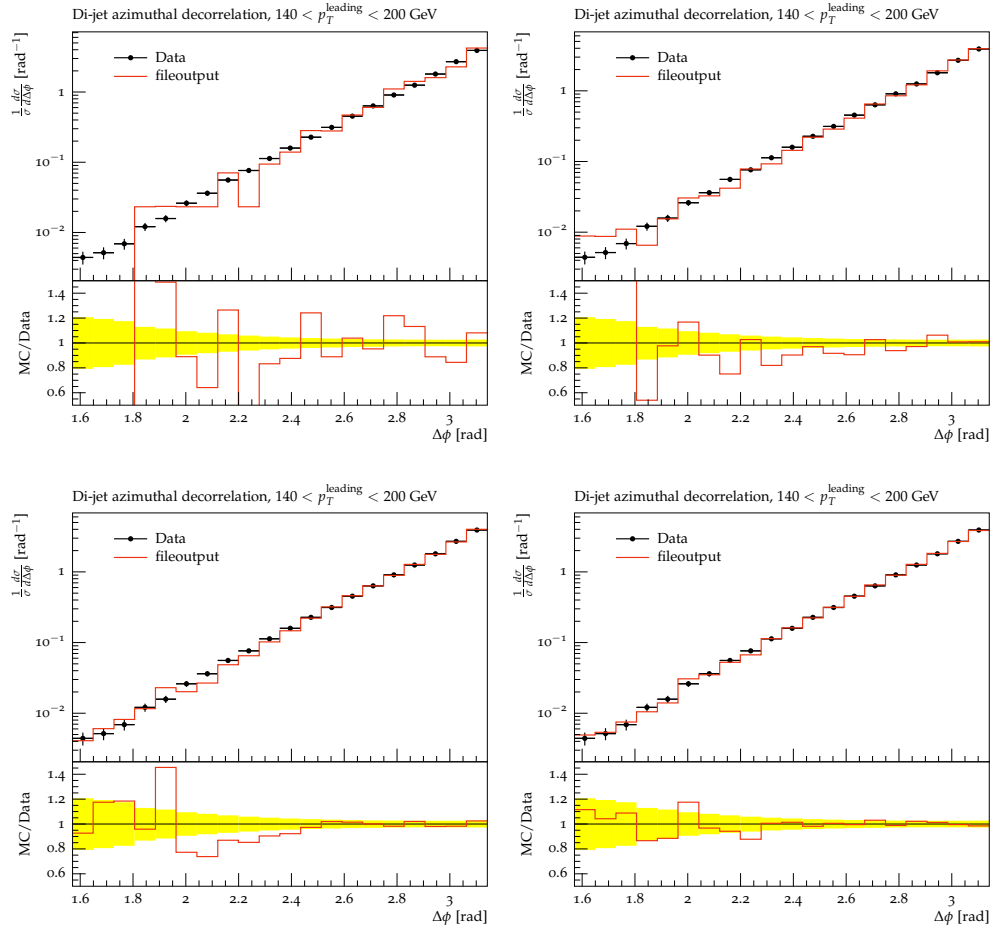 Di-jet azimuthal decorrelation, 140 < p_T^leading < 200 GeV
1/σ dσ/dΔϕ [rad⁻¹]
Data
fileoutput
1
10⁻¹
10⁻²
MC/Data
1.4
1.2
1
0.8
0.6
1.6 1.8 2 2.2 2.4 2.6 2.8 3
Δϕ [rad]
Di-jet azimuthal decorrelation, 140 < p_T^leading < 200 GeV
1/σ dσ/dΔϕ [rad⁻¹]
Data
fileoutput
1
10⁻¹
10⁻²
MC/Data
1.4
1.2
1
0.8
0.6
1.6 1.8 2 2.2 2.4 2.6 2.8 3
Δϕ [rad]
Di-jet azimuthal decorrelation, 140 < p_T^leading < 200 GeV
1/σ dσ/dΔϕ [rad⁻¹]
Data
fileoutput
1
10⁻¹
10⁻²
MC/Data
1.4
1.2
1
0.8
0.6
1.6 1.8 2 2.2 2.4 2.6 2.8 3
Δϕ [rad]
Di-jet azimuthal decorrelation, 140 < p_T^leading < 200 GeV
1/σ dσ/dΔϕ [rad⁻¹]
Data
fileoutput
1
10⁻¹
10⁻²
MC/Data
1.4
1.2
1
0.8
0.6
1.6 1.8 2 2.2 2.4 2.6 2.8 3
Δϕ [rad]